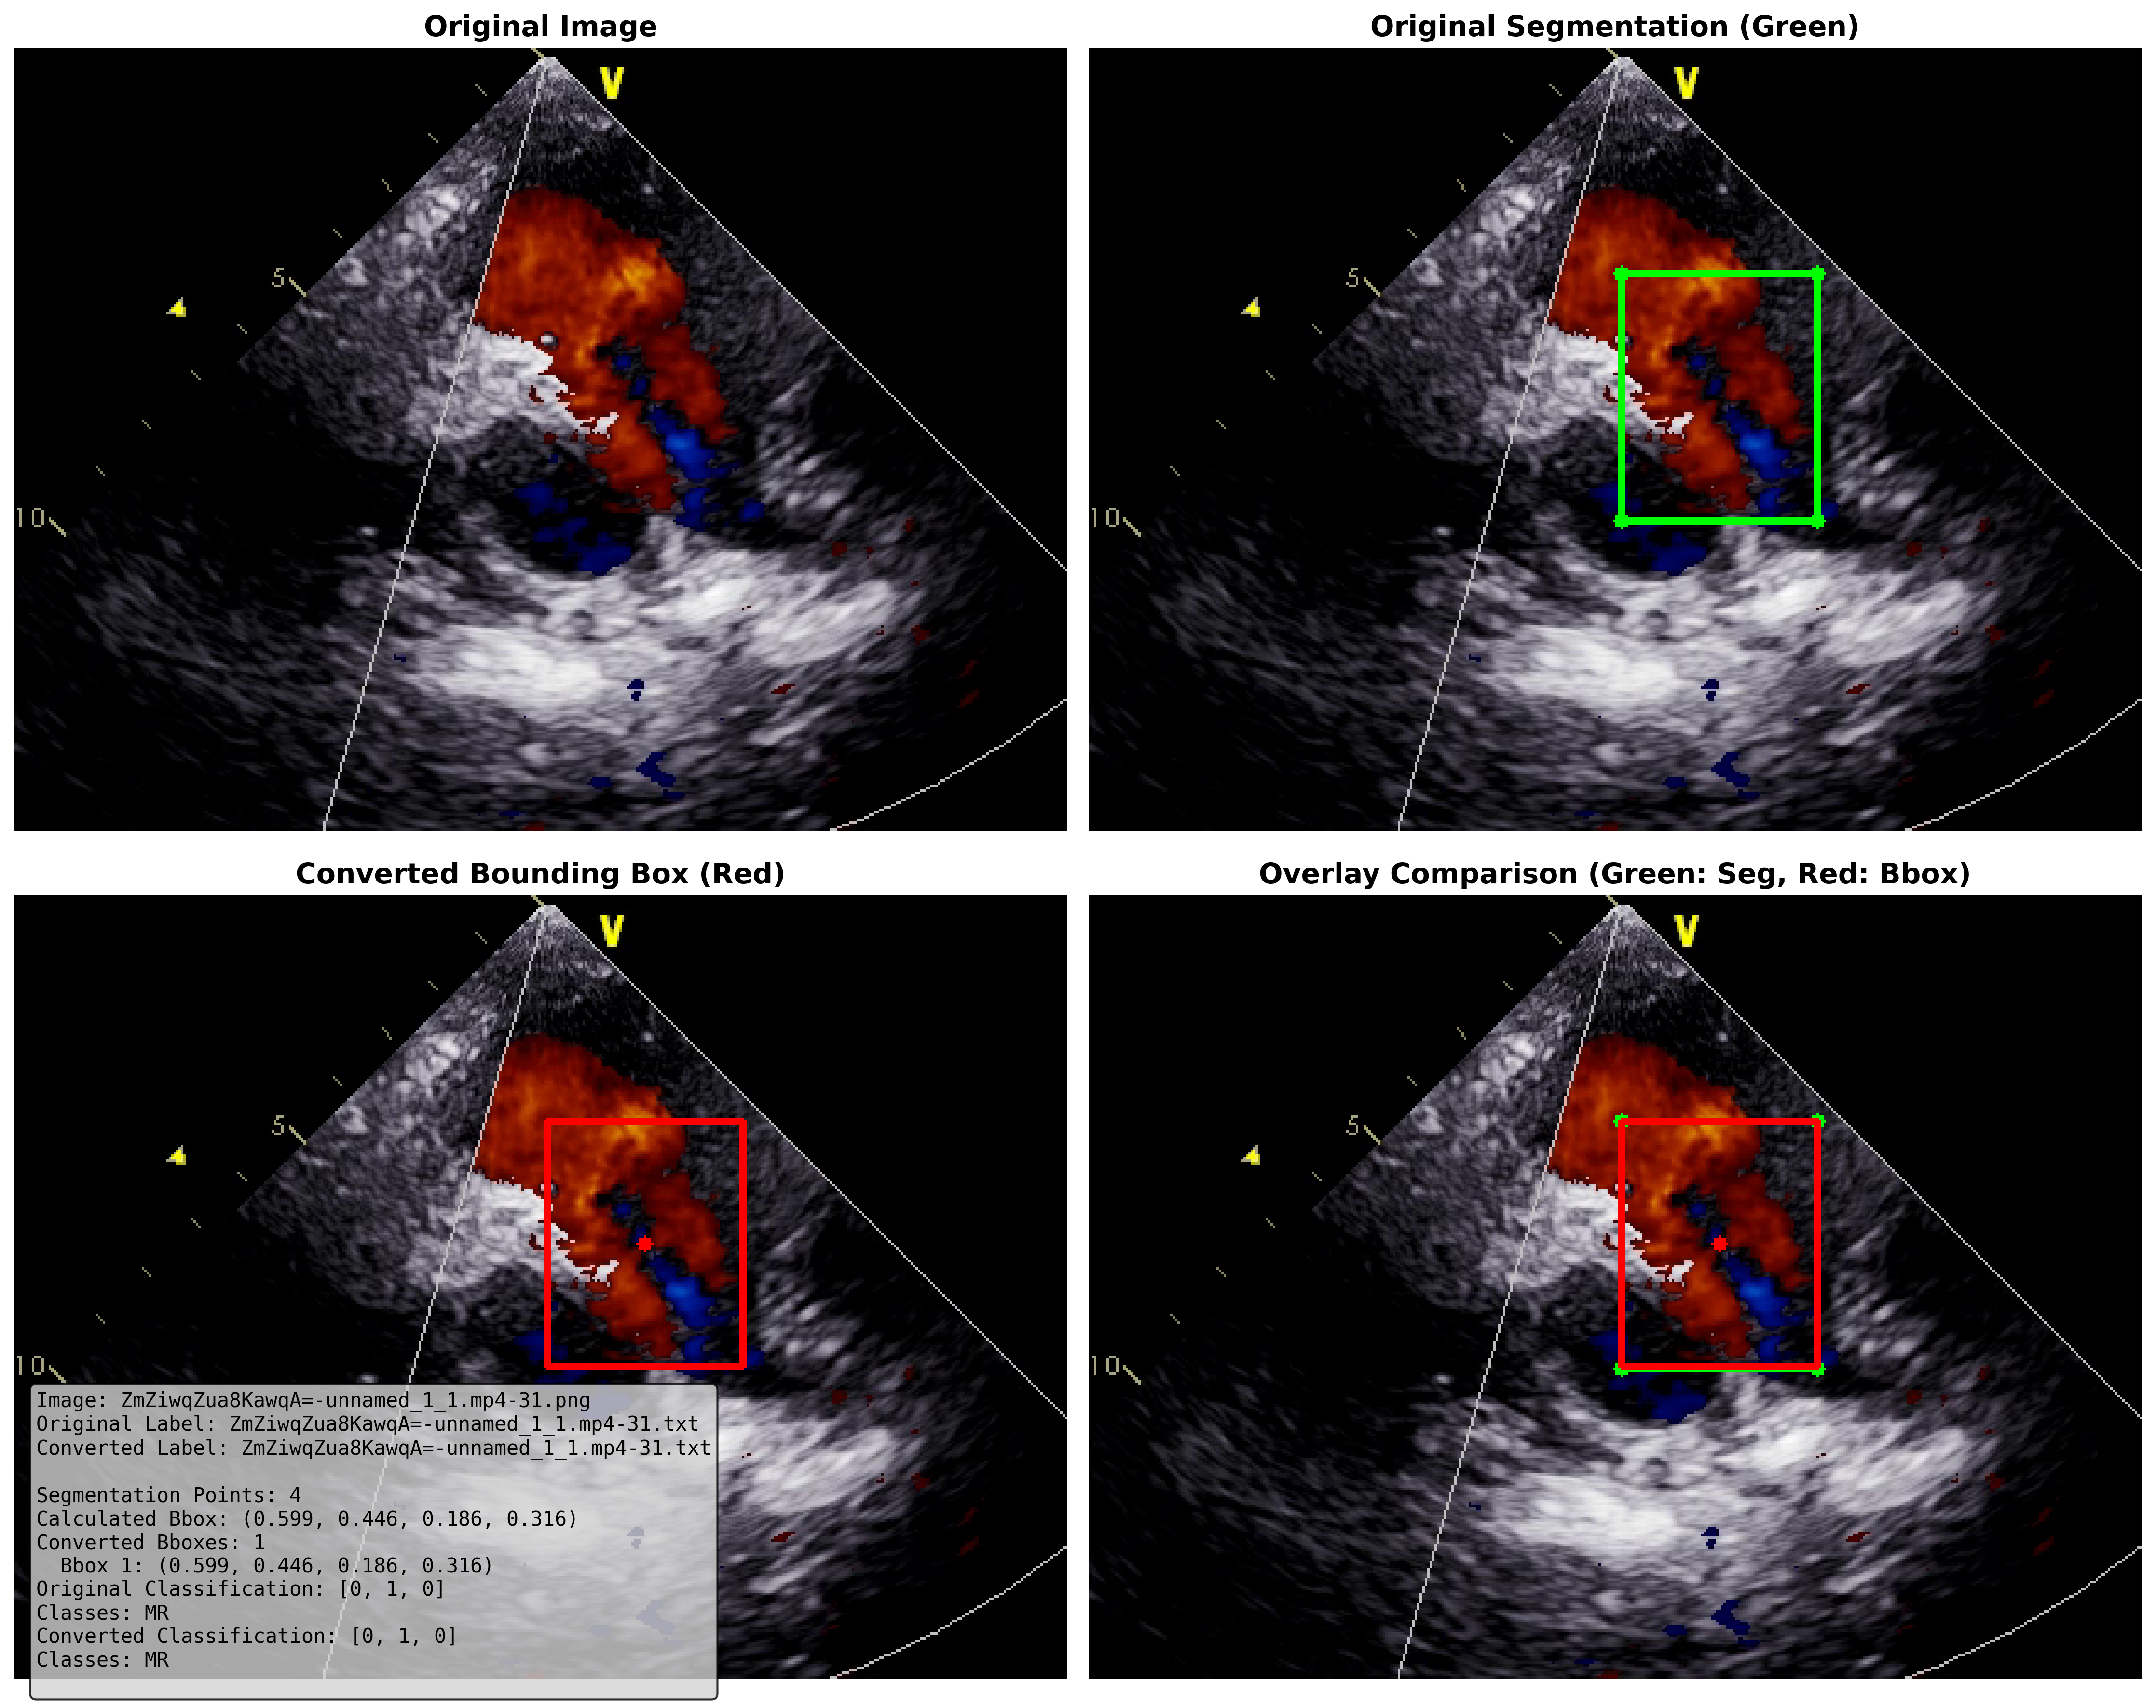 Original Image
V
5
10
Original Segmentation (Green)
V
5
10
Converted Bounding Box (Red)
V
5
10
Image: ZmZiwqZua8KawqA=-unnamed_1_1.mp4-31.png
Original Label: ZmZiwqZua8KawqA=-unnamed_1_1.mp4-31.txt
Converted Label: ZmZiwqZua8KawqA=-unnamed_1_1.mp4-31.txt
Segmentation Points: 4
Calculated Bbox: (0.599, 0.446, 0.186, 0.316)
Converted Bboxes: 1
Bbox 1: (0.599, 0.446, 0.186, 0.316)
Original Classification: [0, 1, 0]
Classes: MR
Converted Classification: [0, 1, 0]
Classes: MR
Overlay Comparison (Green: Seg, Red: Bbox)
V
5
10